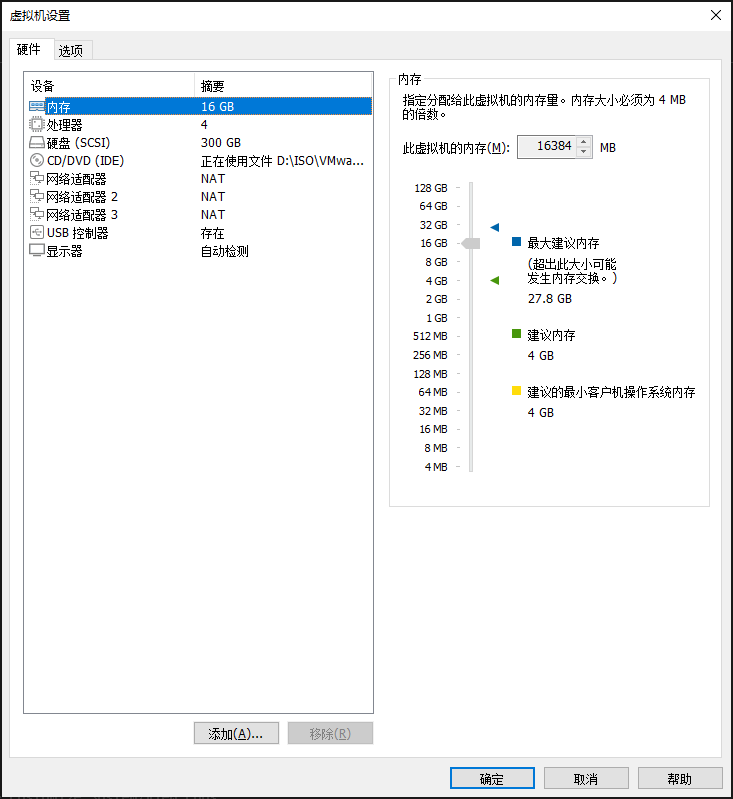 虚拟机设置
硬件 选项
设备 摘要
内存 16 GB
处理器 4
硬盘 (SCSI) 300 GB
CD/DVD (IDE) 正在使用文件 D:\ISO\VMwa...
网络适配器 NAT
网络适配器 2 NAT
网络适配器 3 NAT
USB 控制器 存在
显示器 自动检测
添加(A)... 移除(R)
内存
指定分配给此虚拟机的内存量。内存大小必须为 4 MB
的倍数。
此虚拟机的内存(M): 16384 MB
128 GB
64 GB
32 GB
16 GB
8 GB
4 GB
2 GB
1 GB
512 MB
256 MB
128 MB
64 MB
32 MB
16 MB
8 MB
4 MB
最大建议内存
(超出此大小可能
发生内存交换。)
27.8 GB
建议内存
4 GB
建议的最小客户机操作系统内存
4 GB
确定 取消 帮助